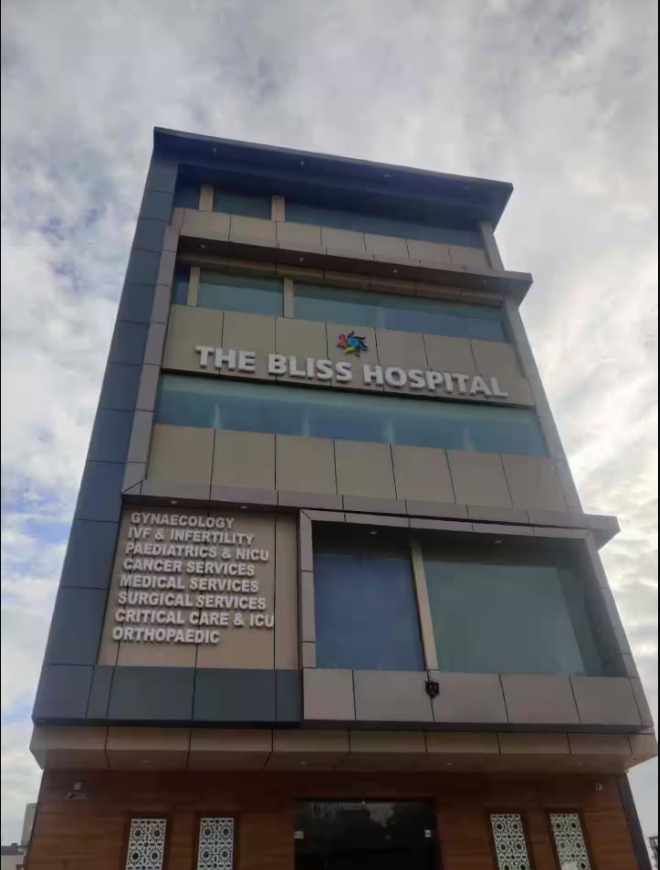 THE BLISS HOSPITAL
GYNAECOLOGY
IVF & INFERTILITY
PAEDIATRICS & NICU
CANCER SERVICES
MEDICAL SERVICES
SURGICAL SERVICES
CRITICAL CARE & ICU
ORTHOPAEDIC